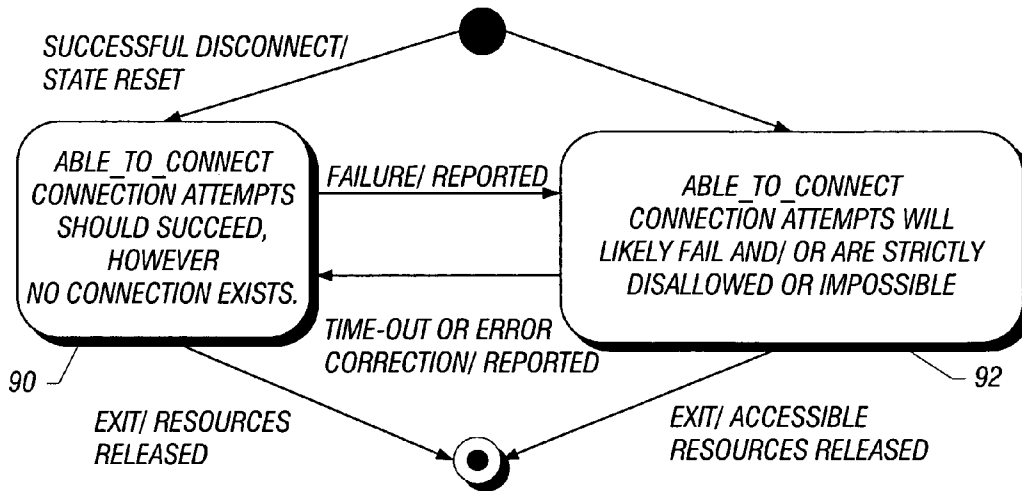 SUCCESSFUL DISCONNECT/
STATE RESET
ABLE_TO_CONNECT
CONNECTION ATTEMPTS
SHOULD SUCCEED,
HOWEVER
NO CONNECTION EXISTS.
FAILURE/ REPORTED
ABLE_TO_CONNECT
CONNECTION ATTEMPTS WILL
LIKELY FAIL AND/ OR ARE STRICTLY
DISALLOWED OR IMPOSSIBLE
TIME-OUT OR ERROR
CORRECTION/ REPORTED
90
92
EXIT/ RESOURCES
RELEASED
EXIT/ ACCESSIBLE
RESOURCES RELEASED